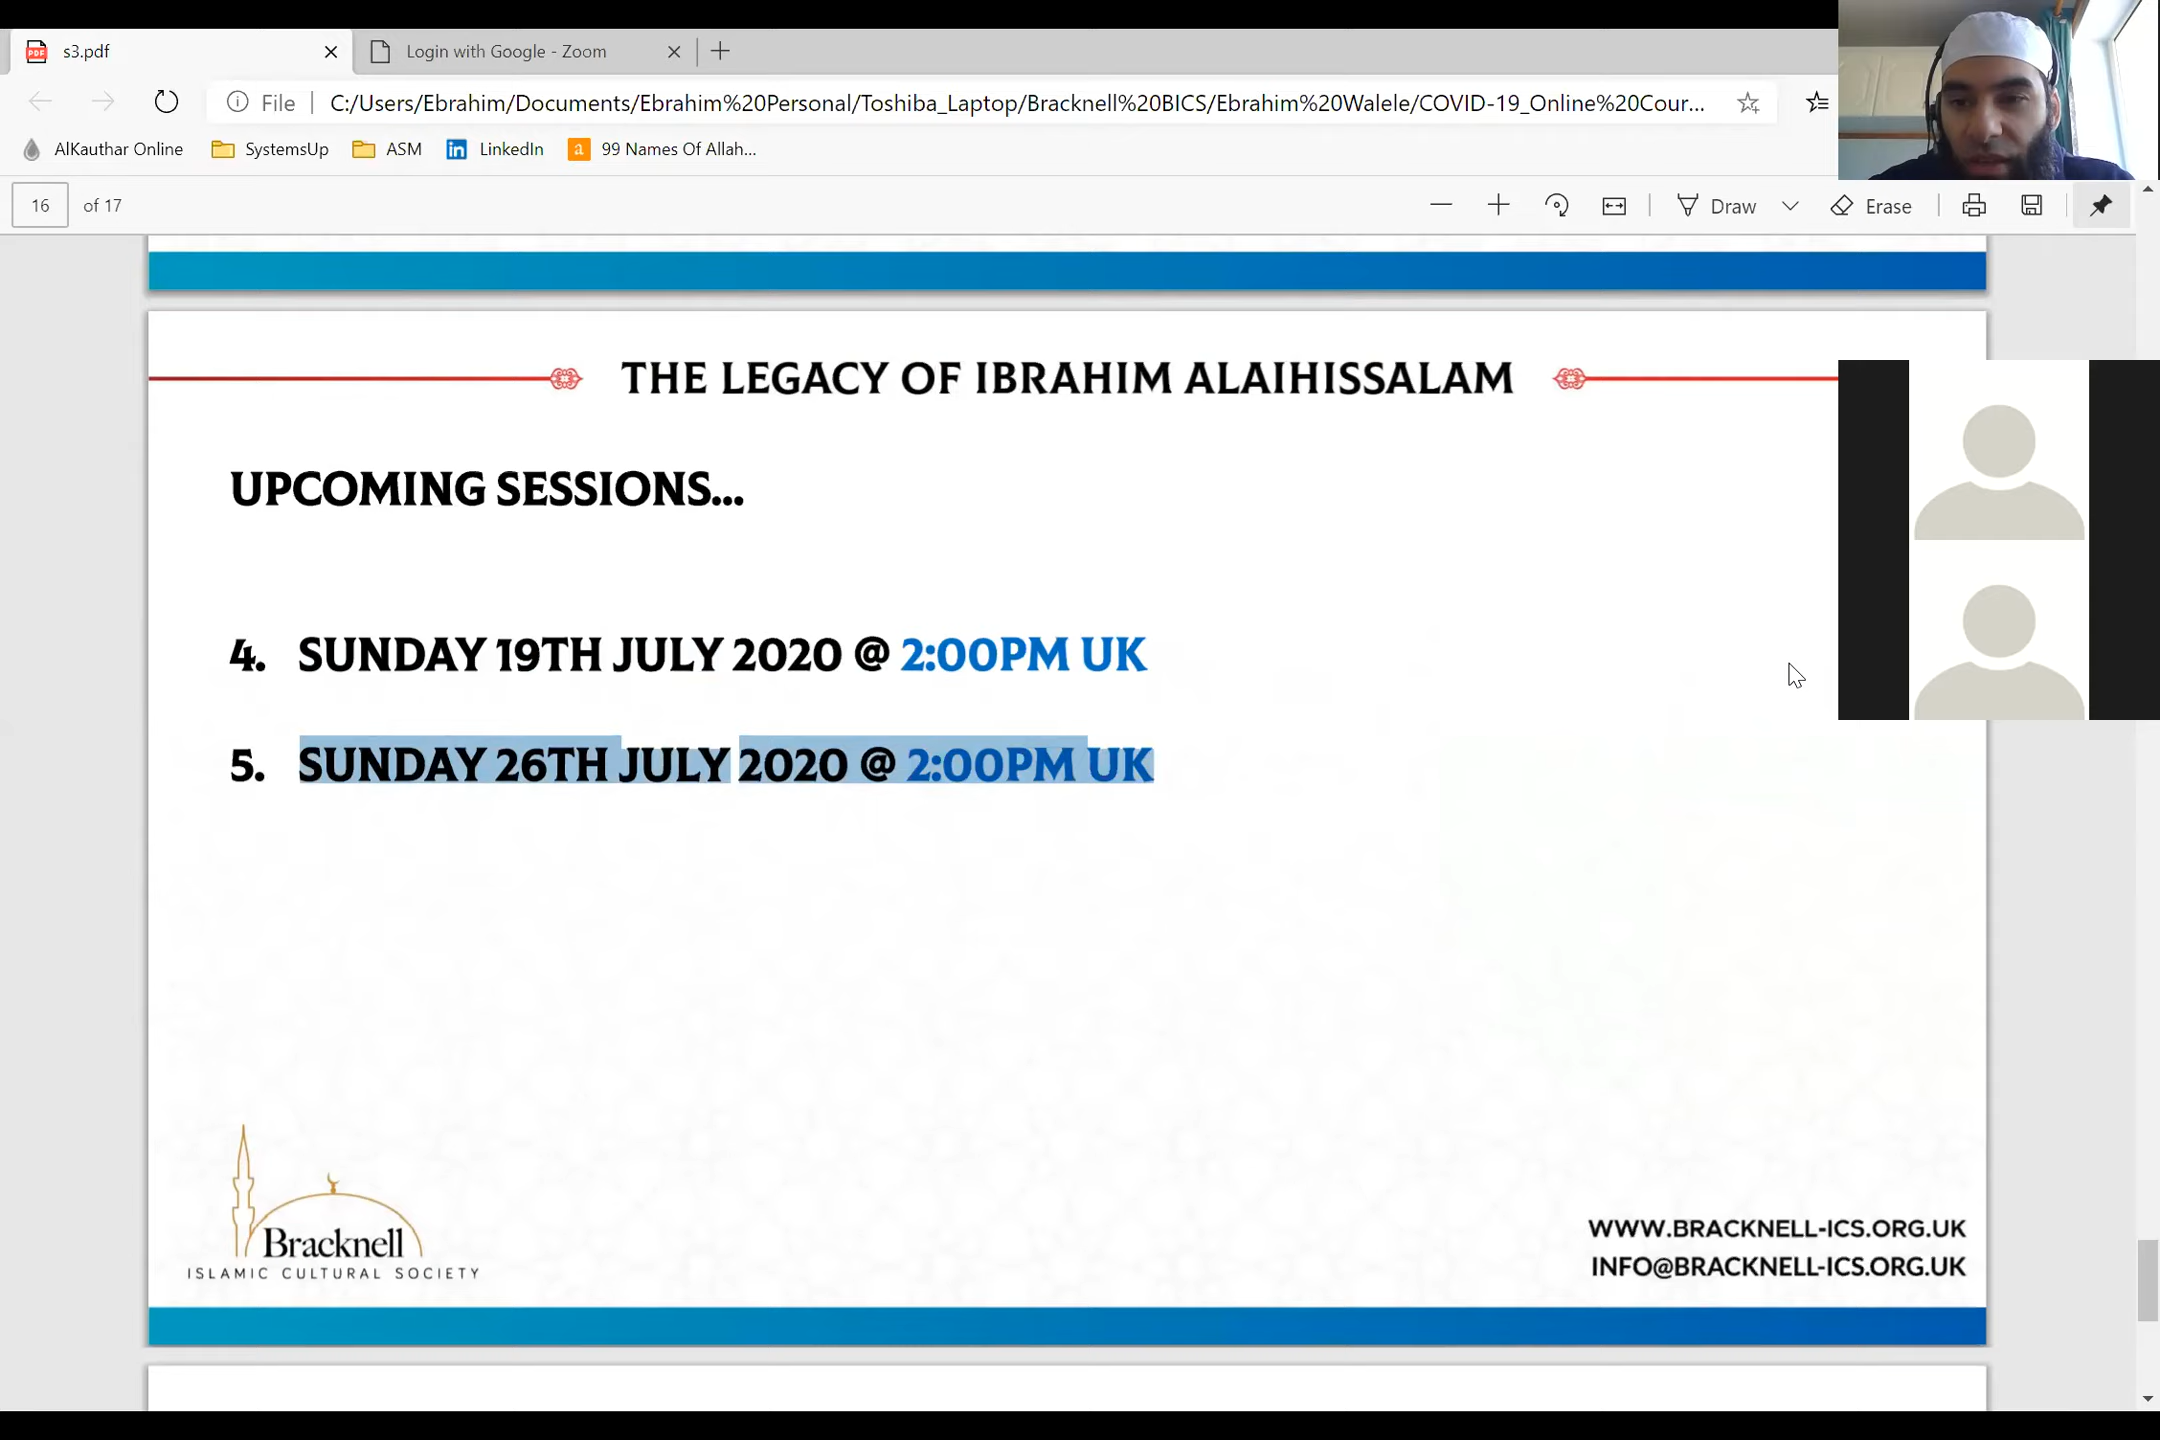 s3.pdf
Login with Google - Zoom
File
C:/Users/Ebrahim/Documents/Ebrahim%20Personal/Toshiba_Laptop/Bracknell%20BICS/Ebrahim%20Walele/COVID-19_Online%20Cour...
AlKauthar Online
SystemsUp
ASM
LinkedIn
99 Names Of Allah...
16 of 17
Draw
Erase
THE LEGACY OF IBRAHIM ALAIHISSALAM
UPCOMING SESSIONS...
4. SUNDAY 19TH JULY 2020 @ 2:00PM UK
5. SUNDAY 26TH JULY 2020 @ 2:00PM UK
Bracknell
ISLAMIC CULTURAL SOCIETY
WWW.BRACKNELL-ICS.ORG.UK
INFO@BRACKNELL-ICS.ORG.UK